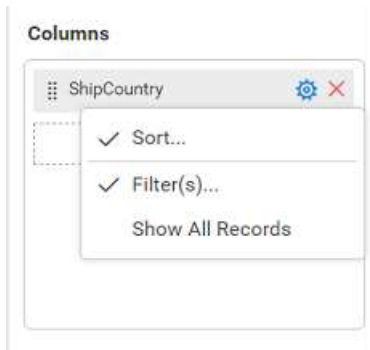 Columns
ShipCountry
Sort...
Filter(s)...
Show All Records